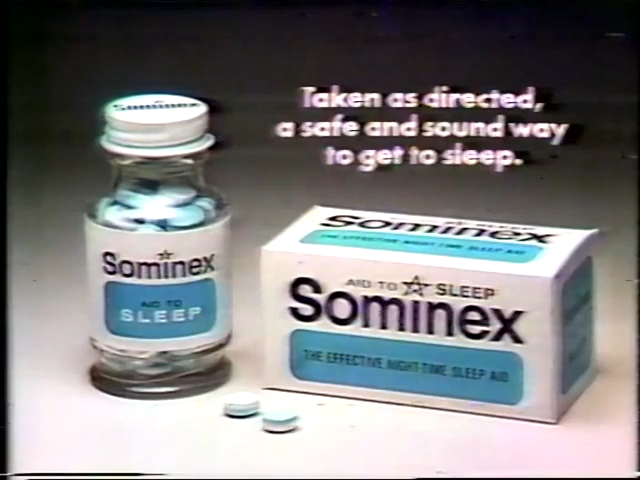 Taken as directed,
a safe and sound way
to get to sleep.
Sominex
Sominex
AID TO
SLEEP
Sominex
THE EFFECTIVE NIGHT-TIME SLEEP AID
AID TO SLEEP
Sominex
THE EFFECTIVE NIGHT-TIME SLEEP AID